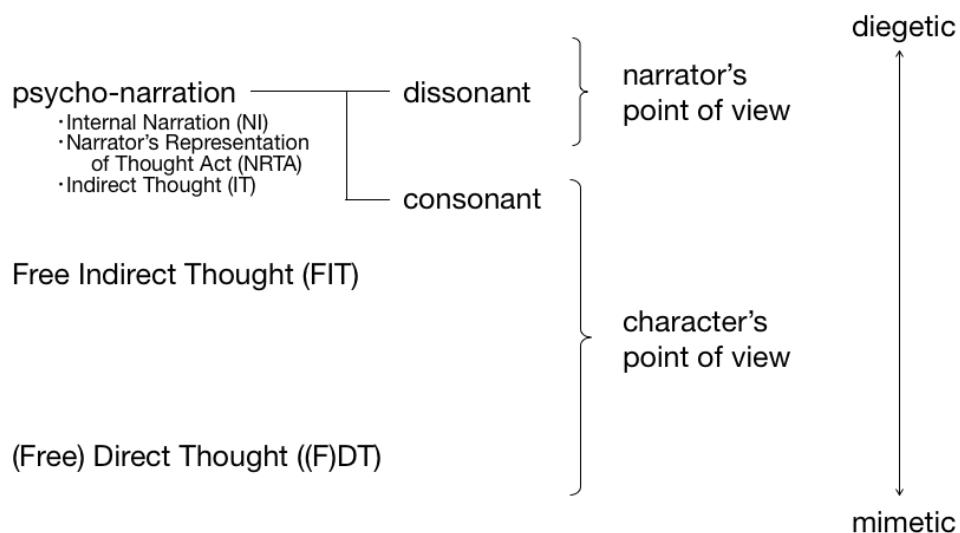 diegetic
psycho-narration
dissonant
narrator's
point of view
·Internal Narration (NI)
·Narrator's Representation
of Thought Act (NRTA)
·Indirect Thought (IT)
consonant
Free Indirect Thought (FIT)
character's
point of view
(Free) Direct Thought ((F)DT)
mimetic